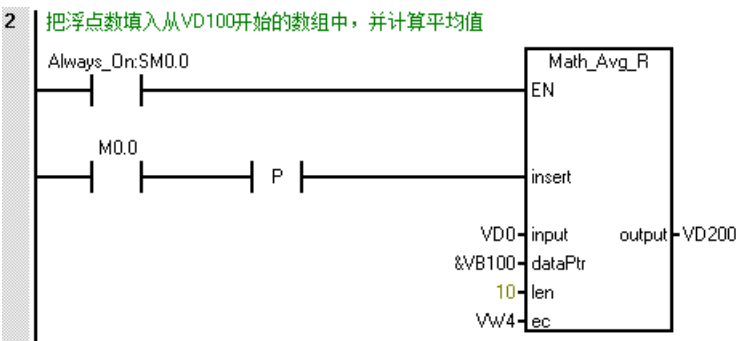 2 把浮点数填入从VD100开始的数组中，并计算平均值
Always_On:SM0.0
Math_Avg_R
EN
M0.0
P
insert
VD0 input output VD200
&VB100 dataPtr
10 len
VW4 ec